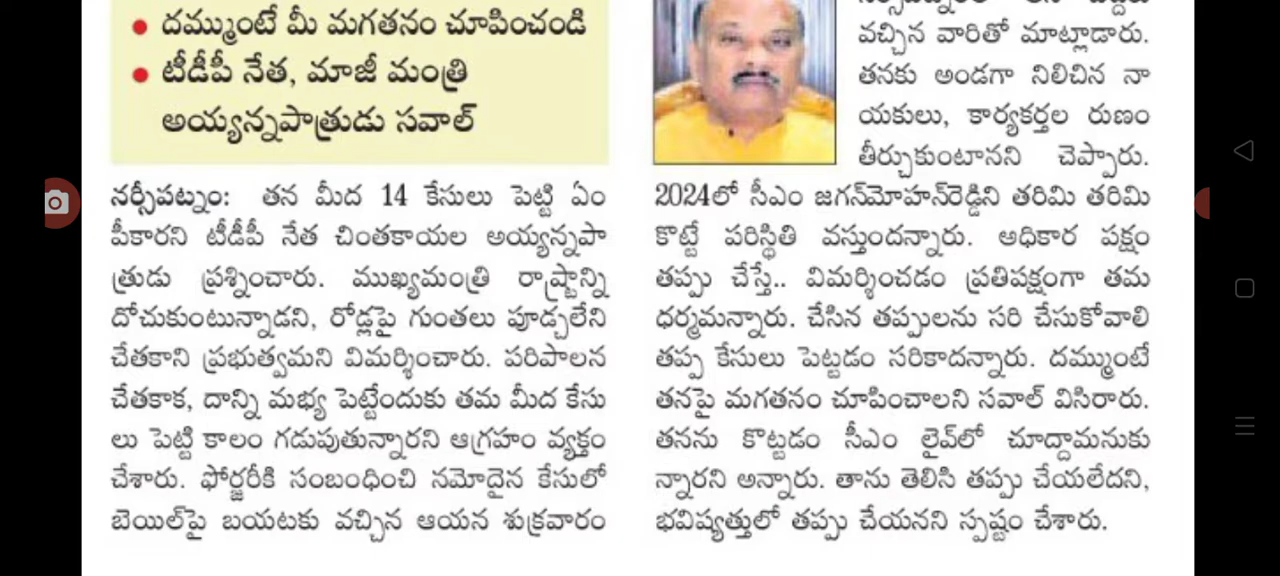 దమ్ముంటే మీ మగతనం చూపించండి
టీడీపీ నేత, మాజీ మంత్రి
అయ్యన్నపాత్రుడు సవాల్
నర్సీపట్నం: తన మీద 14 కేసులు పెట్టి ఏం
పీకారని టీడీపీ నేత చింతకాయల అయ్యన్నపా
త్రుడు ప్రశ్నించారు. ముఖ్యమంత్రి రాష్ట్రాన్ని
దోచుకుంటున్నాడని, రోడ్లపై గుంతలు పూడ్చలేని
చేతకాని ప్రభుత్వమని విమర్శించారు. పరిపాలన
చేతకాక, దాన్ని మభ్య పెట్టేందుకు తమ మీద కేసు
లు పెట్టి కాలం గడుపుతున్నారని ఆగ్రహం వ్యక్తం
చేశారు. ఫోర్జరీకి సంబంధించి నమోదైన కేసులో
బెయిల్‌పై బయటకు వచ్చిన ఆయన శుక్రవారం
వచ్చిన వారితో మాట్లాడారు.
తనకు అండగా నిలిచిన నా
యకులు, కార్యకర్తల రుణం
తీర్చుకుంటానని చెప్పారు.
2024లో సీఎం జగన్‌మోహన్‌రెడ్డిని తరిమి తరిమి
కొట్టే పరిస్థితి వస్తుందన్నారు. అధికార పక్షం
తప్పు చేస్తే.. విమర్శించడం ప్రతిపక్షంగా తమ
ధర్మమన్నారు. చేసిన తప్పులను సరి చేసుకోవాలి
తప్ప కేసులు పెట్టడం సరికాదన్నారు. దమ్ముంటే
తనపై మగతనం చూపించాలని సవాల్ విసిరారు.
తనను కొట్టడం సీఎం లైవ్‌లో చూద్దామనుకు
న్నారని అన్నారు. తాను తెలిసి తప్పు చేయలేదని,
భవిష్యత్తులో తప్పు చేయనని స్పష్టం చేశారు.